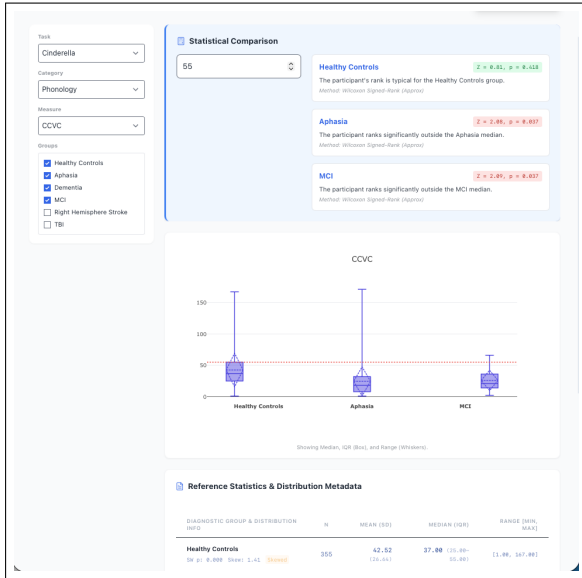 Task
Cinderella
Category
Phonology
Measure
CCVC
Groups
Healthy Controls
Aphasia
Dementia
MCI
Right Hemisphere Stroke
TBI
Statistical Comparison
55
Healthy Controls
Z = 0.81, p = 0.418
The participant's rank is typical for the Healthy Controls group.
Method: Wilcoxon Signed-Rank (Approx)
Aphasia
Z = 2.08, p = 0.037
The participant ranks significantly outside the Aphasia median.
Method: Wilcoxon Signed-Rank (Approx)
MCI
Z = 2.09, p = 0.037
The participant ranks significantly outside the MCI median.
Method: Wilcoxon Signed-Rank (Approx)
CCVC
150
100
50
0
Healthy Controls Aphasia MCI
Showing Median, IQR (Box), and Range (Whiskers).
Reference Statistics & Distribution Metadata
DIAGNOSTIC GROUP & DISTRIBUTION INFO N MEAN (SD) MEDIAN (IQR) RANGE [MIN, MAX]
Healthy Controls
SW p: 0.000 Skew: 1.41 Skewed
355 42.52 37.00 (25.00– 55.00) [1.00, 167.00]